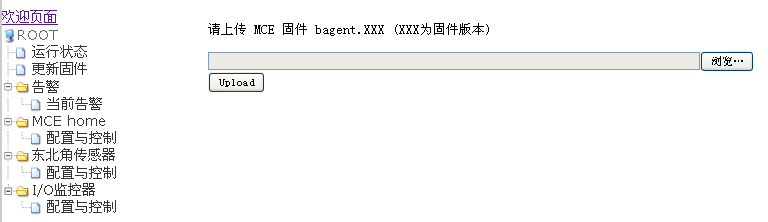 欢迎页面
ROOT
运行状态
更新固件
告警
当前告警
MCE home
配置与控制
东北角传感器
配置与控制
I/O监控器
配置与控制
请上传 MCE 固件 bagent.XXX (XXX为固件版本)
浏览…
Upload